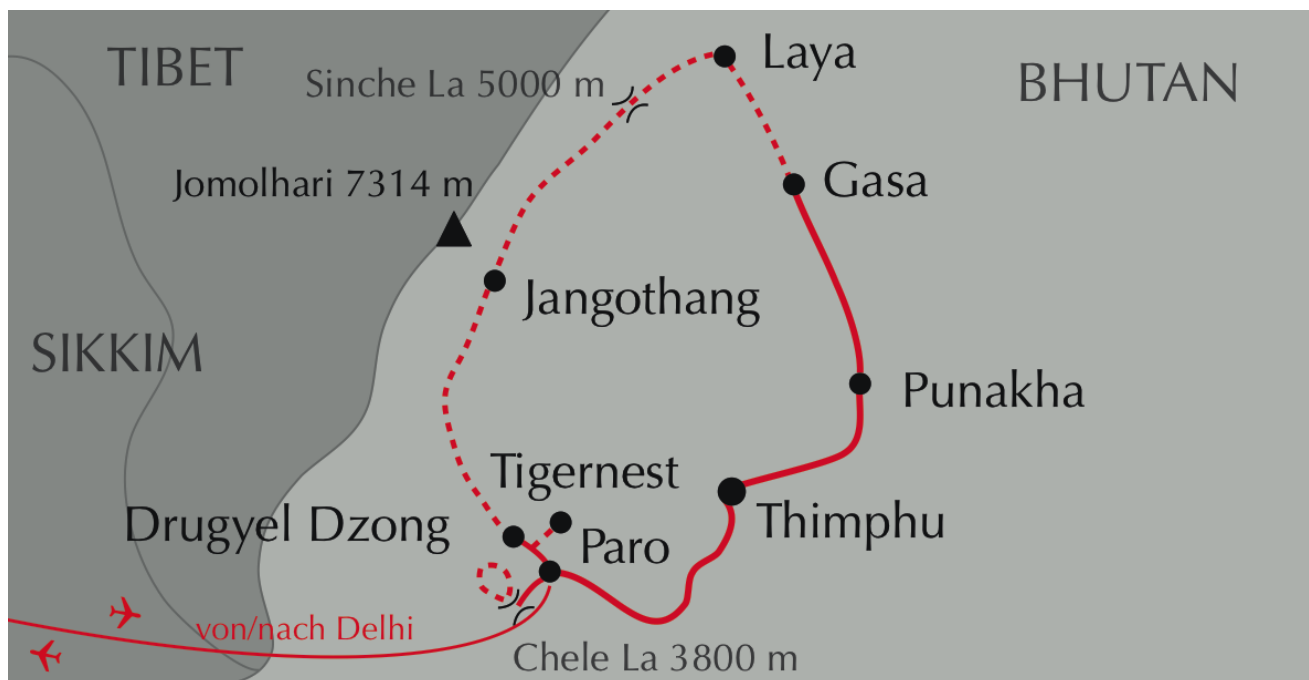 TIBET
Laya
BHUTAN
Sinche La 5000 m
Jomolhari 7314 m
Gasa
Jangothang
SIKKIM
Punakha
Tigernest
Drugyel Dzong
Thimphu
Paro
von/nach Delhi
Chele La 3800 m